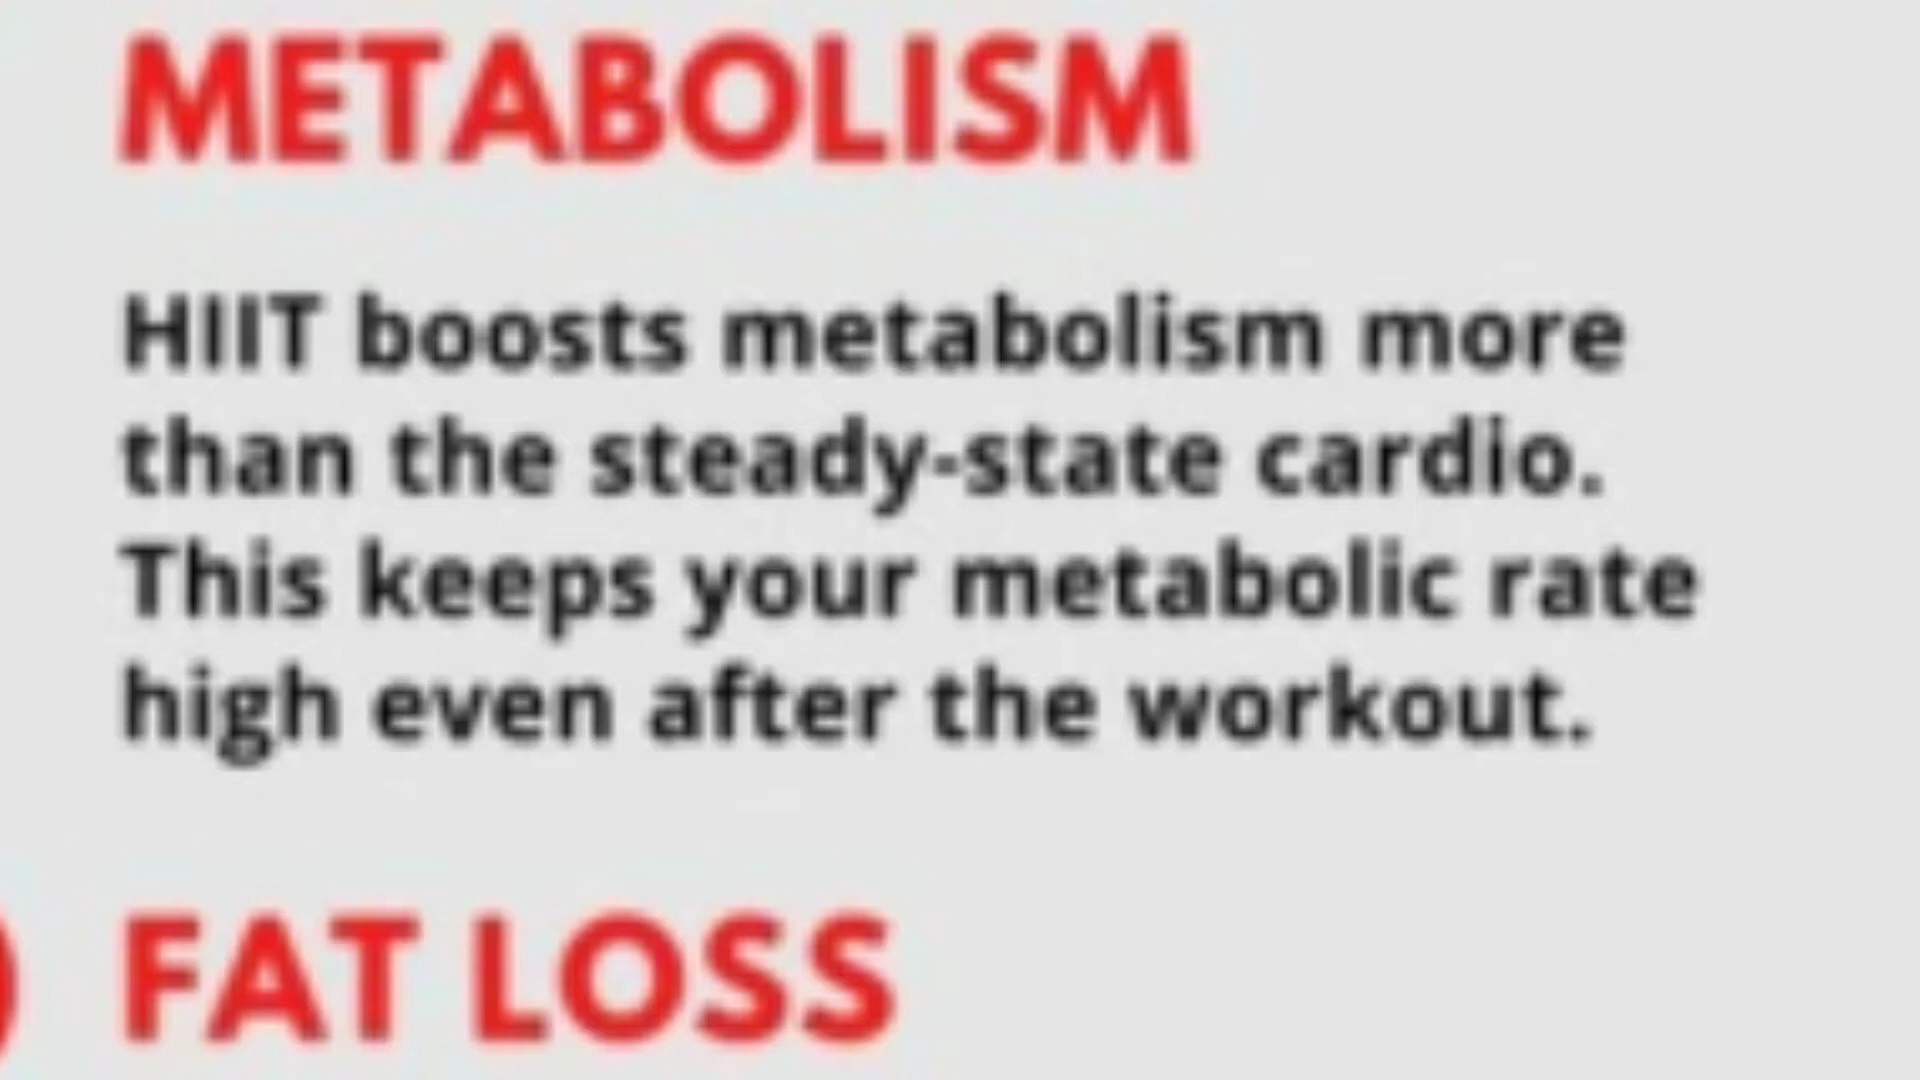 METABOLISM
HIIT boosts metabolism more
than the steady-state cardio.
This keeps your metabolic rate
high even after the workout.
FAT LOSS